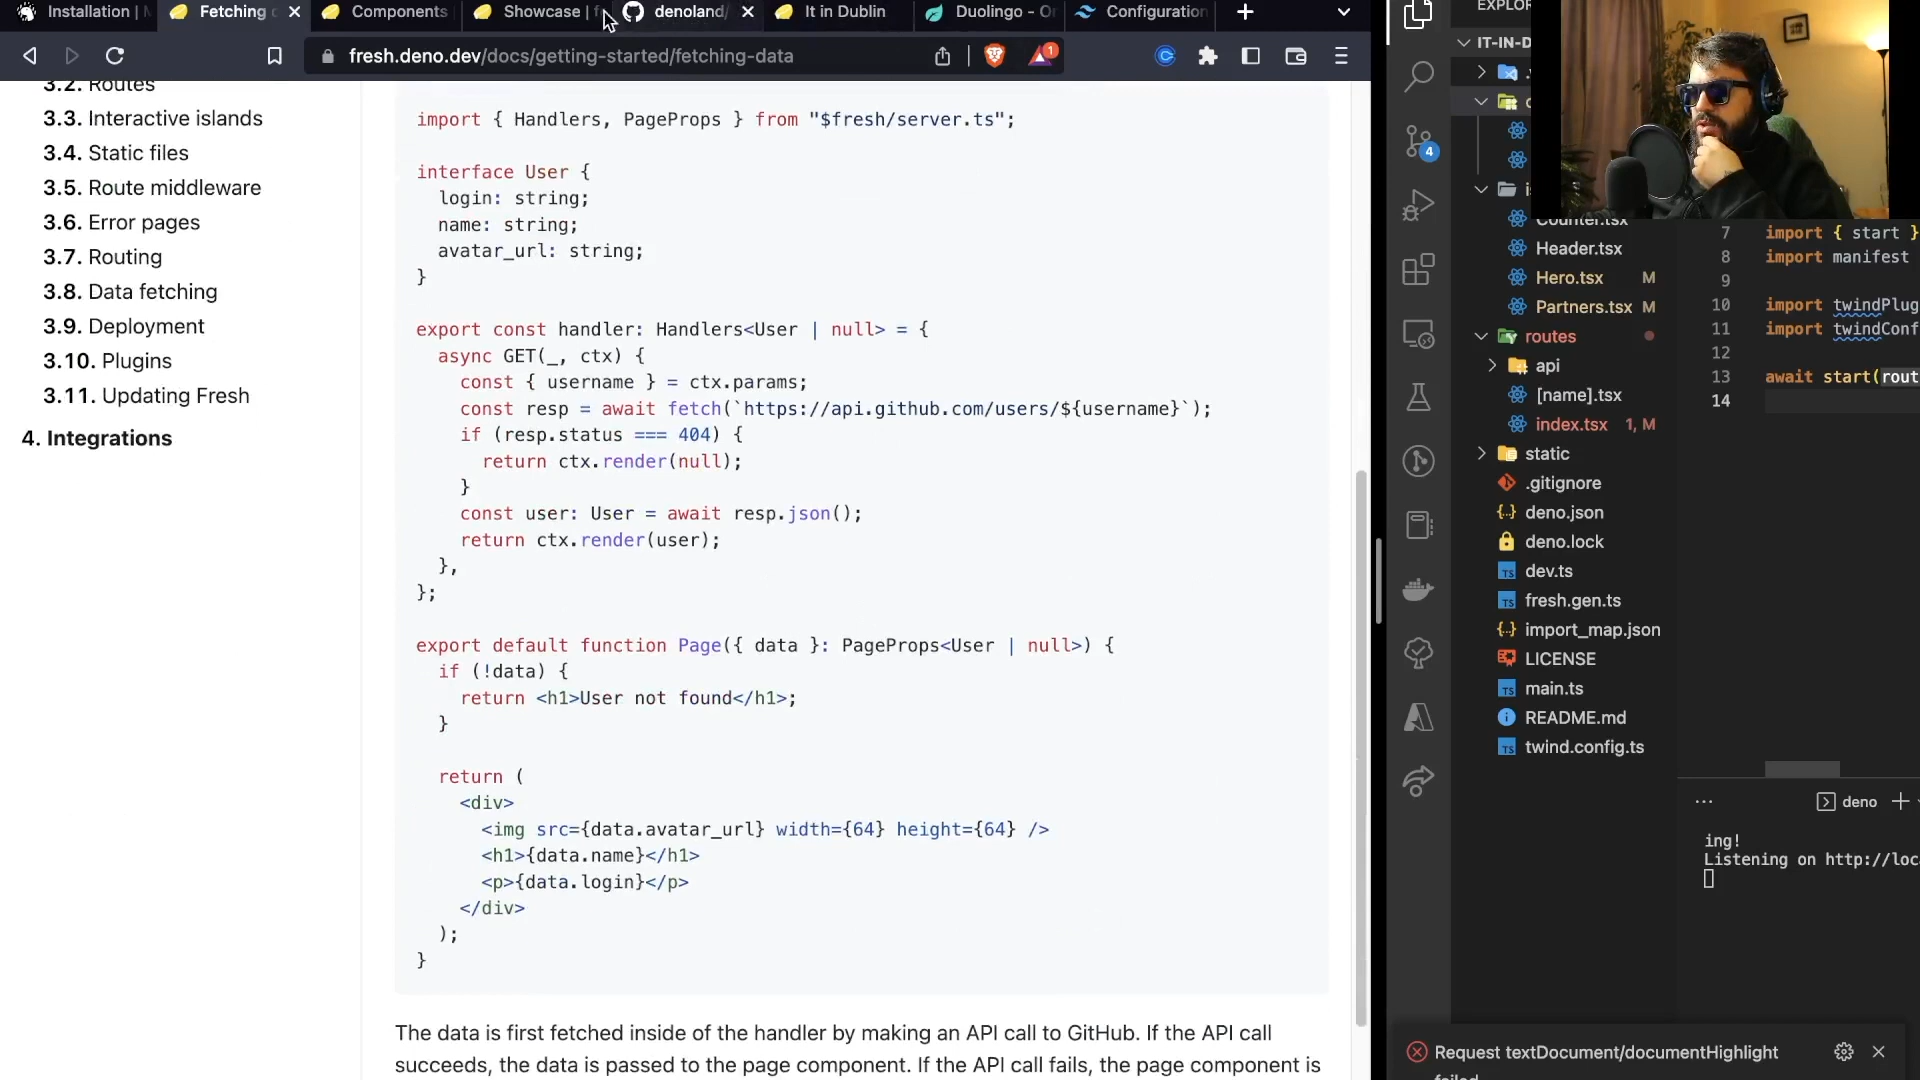 Installation |
Fetching
Components
Showcase | f
denoland/
It in Dublin
Duolingo - Or
Configuration
fresh.deno.dev/docs/getting-started/fetching-data
1
3.2. Routes
3.3. Interactive islands
3.4. Static files
3.5. Route middleware
3.6. Error pages
3.7. Routing
3.8. Data fetching
3.9. Deployment
3.10. Plugins
3.11. Updating Fresh
4. Integrations
import { Handlers, PageProps } from "$fresh/server.ts";
interface User {
login: string;
name: string;
avatar_url: string;
}
export const handler: Handlers<User | null> = {
async GET(_, ctx) {
const { username } = ctx.params;
const resp = await fetch(`https://api.github.com/users/${username}`);
if (resp.status === 404) {
return ctx.render(null);
}
const user: User = await resp.json();
return ctx.render(user);
},
};
export default function Page({ data }: PageProps<User | null>) {
if (!data) {
return <h1>User not found</h1>;
}
return (
<div>
<img src={data.avatar_url} width={64} height={64} />
<h1>{data.name}</h1>
<p>{data.login}</p>
</div>
);
}
The data is first fetched inside of the handler by making an API call to GitHub. If the API call
succeeds, the data is passed to the page component. If the API call fails, the page component is
EXPLOR
IT-IN-D
4
Counter.tsx
Header.tsx
Hero.tsx M
Partners.tsx M
routes
api
[name].tsx
index.tsx 1, M
static
.gitignore
deno.json
deno.lock
dev.ts
fresh.gen.ts
import_map.json
LICENSE
main.ts
README.md
twind.config.ts
7 import { start }
8 import manifest
9
10 import twindPlug
11 import twindConf
12
13 await start(rout
14
deno
ing!
Listening on http://loc
Request textDocument/documentHighlight